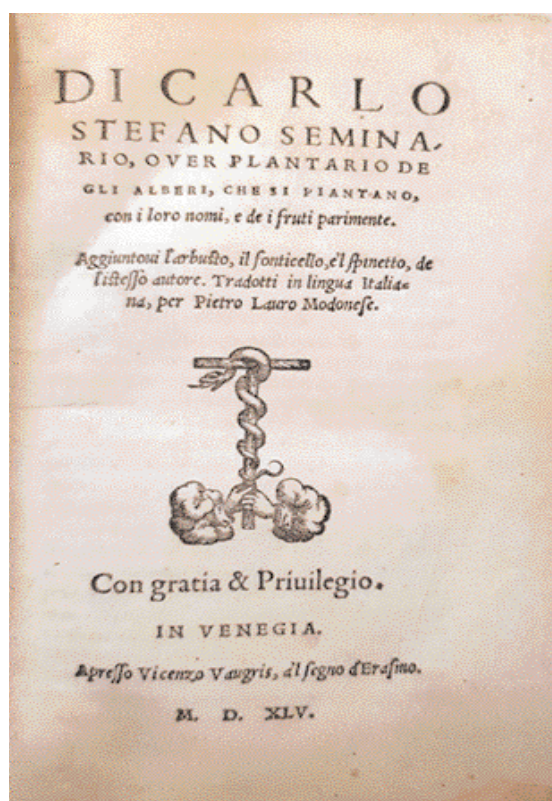 DI CARLO
STEFANO SEMINA-
RIO, OVER PLANTARIO DE
GLI ALBERI, CHE SI PIANTANO,
con i loro nomi, e de i fruti parimente.
Aggiuntoui l'arbusto, il fonticello, e'l spinetto, de
l'istesso autore. Tradotti in lingua Italia=
na, per Pietro Lauro Modonese.
Con gratia & Priuilegio.
IN VENEGIA.
Apresso Vicenzo Vaugris, a'l segno d'Erasmo.
M. D. XLV.